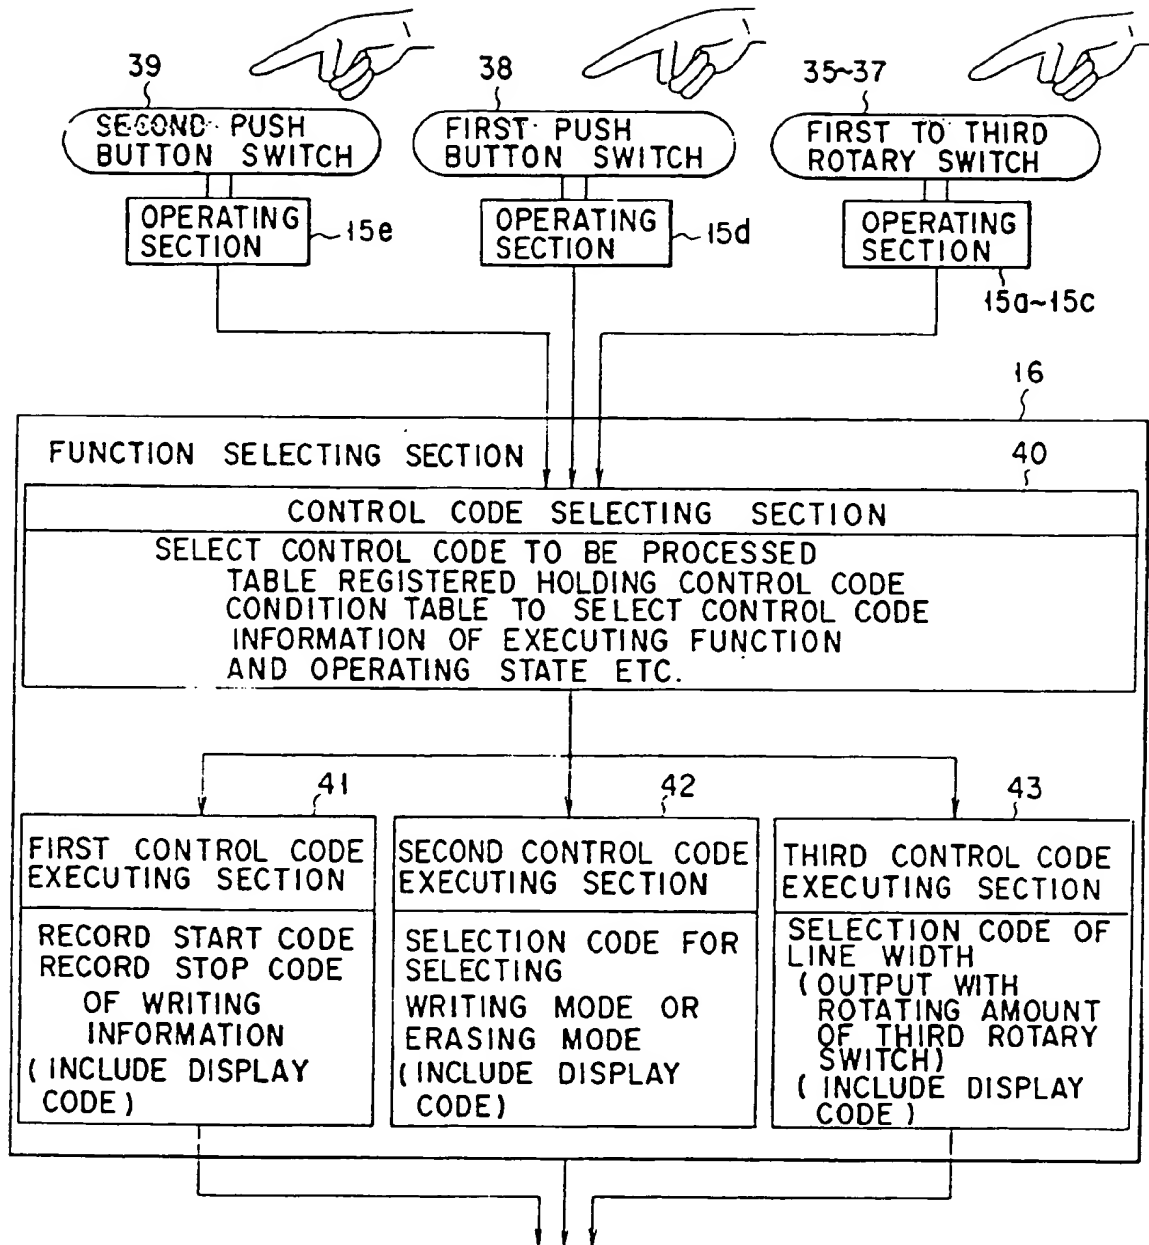 39
38
35~37
SECOND PUSH
BUTTON SWITCH
FIRST PUSH
BUTTON SWITCH
FIRST TO THIRD
ROTARY SWITCH
OPERATING
SECTION
15e
OPERATING
SECTION
15d
OPERATING
SECTION
15a~15c
16
FUNCTION SELECTING SECTION
40
CONTROL CODE SELECTING SECTION
SELECT CONTROL CODE TO BE PROCESSED
TABLE REGISTERED HOLDING CONTROL CODE
CONDITION TABLE TO SELECT CONTROL CODE
INFORMATION OF EXECUTING FUNCTION
AND OPERATING STATE ETC.
41
FIRST CONTROL CODE
EXECUTING SECTION
RECORD START CODE
RECORD STOP CODE
OF WRITING
INFORMATION
(INCLUDE DISPLAY
CODE)
42
SECOND CONTROL CODE
EXECUTING SECTION
SELECTION CODE FOR
SELECTING
WRITING MODE OR
ERASING MODE
(INCLUDE DISPLAY
CODE)
43
THIRD CONTROL CODE
EXECUTING SECTION
SELECTION CODE OF
LINE WIDTH
(OUTPUT WITH
ROTATING AMOUNT
OF THIRD ROTARY
SWITCH)
(INCLUDE DISPLAY
CODE)